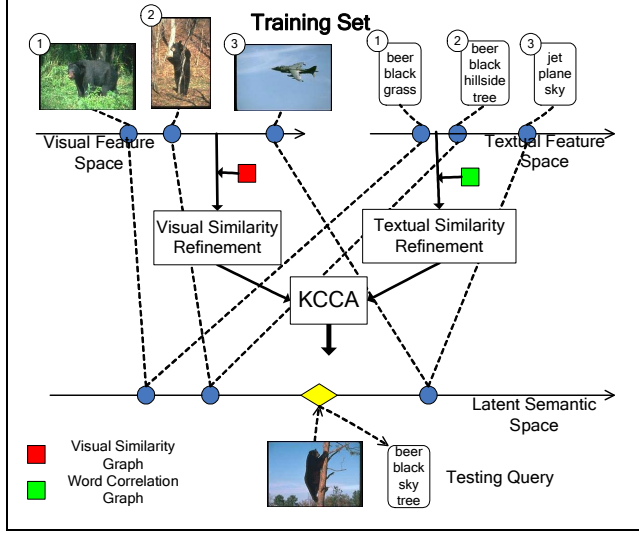 Training Set
1
2
3
1
beer
black
grass
2
beer
black
hillside
tree
3
jet
plane
sky
Visual Feature
Space
Textual Feature
Space
Visual Similarity
Refinement
Textual Similarity
Refinement
KCCA
Latent Semantic
Space
Visual Similarity
Graph
Word Correlation
Graph
beer
black
sky
tree
Testing Query